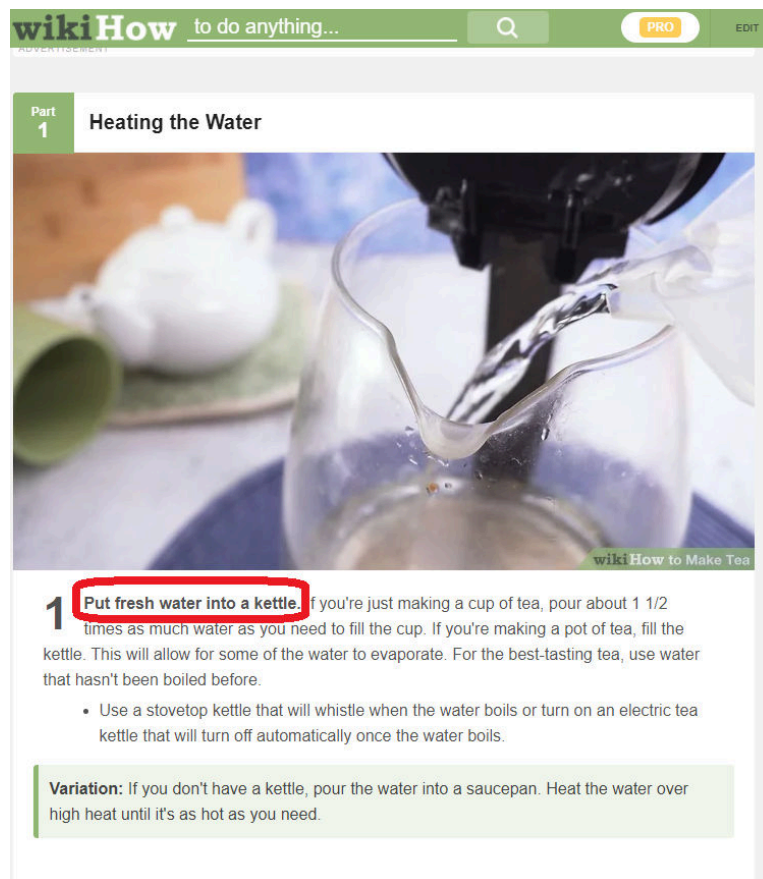 wikiHow to do anything...
PRO
EDIT
ADVERTISEMENT
Part
1
Heating the Water
wikiHow to Make Tea
1 Put fresh water into a kettle. If you're just making a cup of tea, pour about 1 1/2
times as much water as you need to fill the cup. If you're making a pot of tea, fill the
kettle. This will allow for some of the water to evaporate. For the best-tasting tea, use water
that hasn't been boiled before.
• Use a stovetop kettle that will whistle when the water boils or turn on an electric tea
kettle that will turn off automatically once the water boils.
Variation: If you don't have a kettle, pour the water into a saucepan. Heat the water over
high heat until it's as hot as you need.